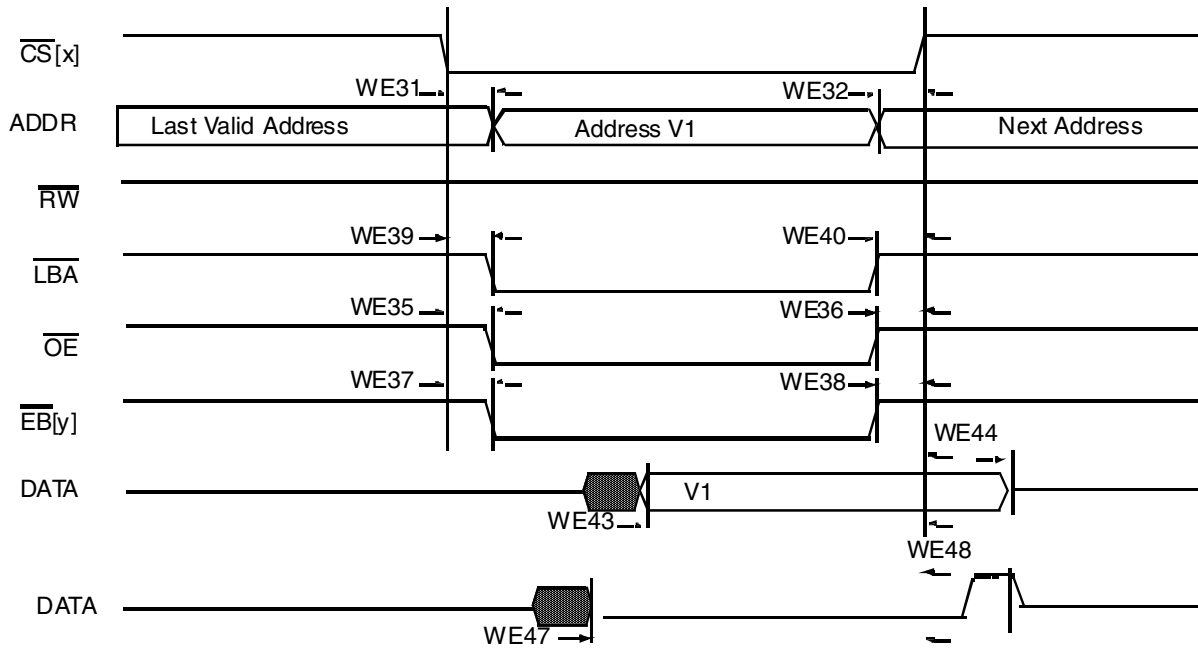 CS[x]
WE31
WE32
ADDR
Last Valid Address
Address V1
Next Address
RW
WE39
WE40
LBA
WE35
WE36
OE
WE37
WE38
EB[y]
WE44
DATA
V1
WE43
WE48
DATA
WE47